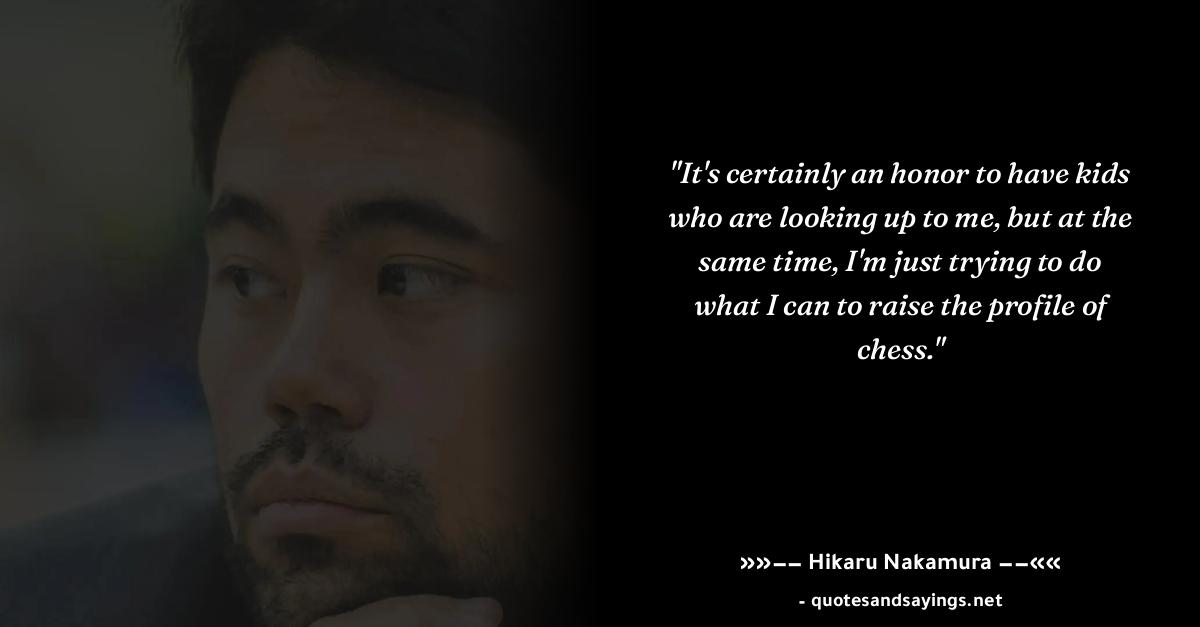 "It's certainly an honor to have kids
who are looking up to me, but at the
same time, I'm just trying to do
what I can to raise the profile of
chess."
»»–– Hikaru Nakamura ––««
- quotesandsayings.net